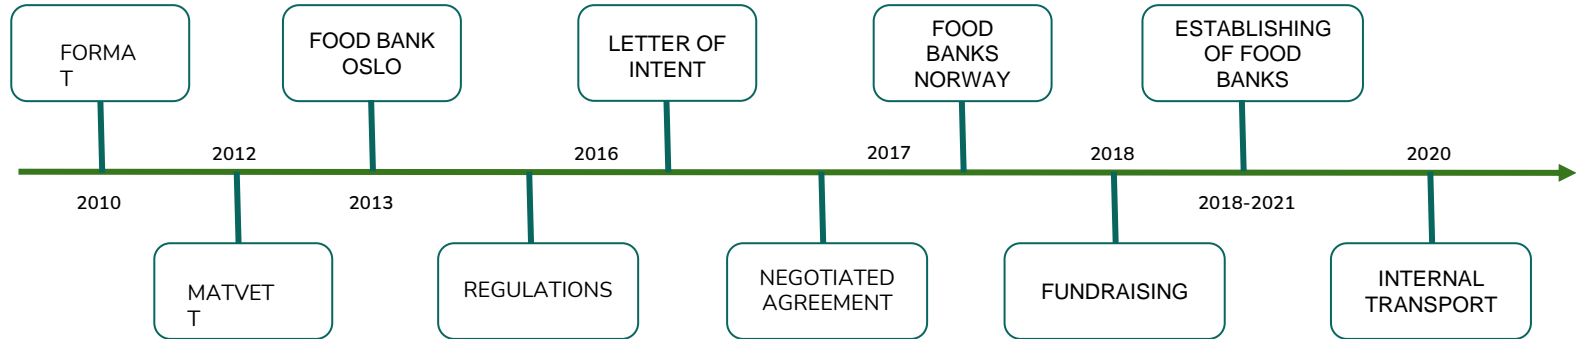 FORMA
T
FOOD BANK
OSLO
LETTER OF
INTENT
FOOD
BANKS
NORWAY
ESTABLISHING
OF FOOD
BANKS
2012
2016
2017
2018
2020
2010
2013
2018-2021
MATVET
T
REGULATIONS
NEGOTIATED
AGREEMENT
FUNDRAISING
INTERNAL
TRANSPORT